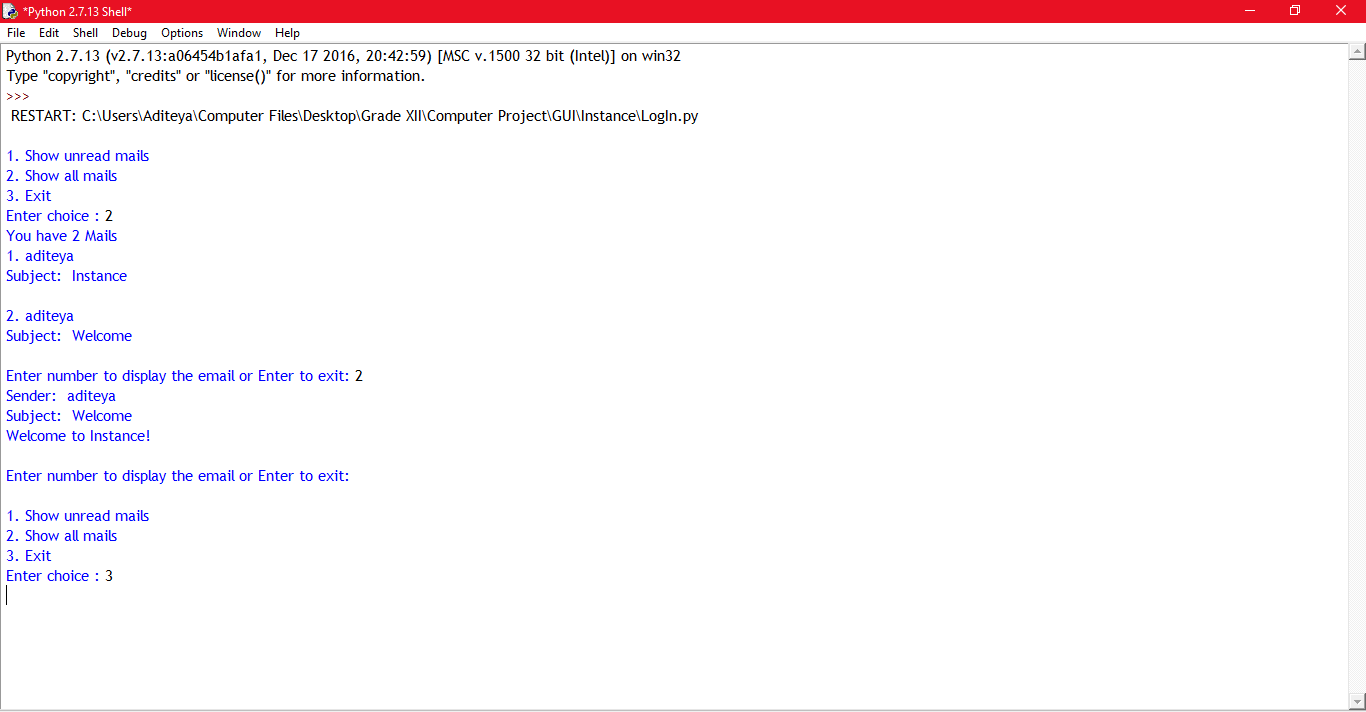 *Python 2.7.13 Shell*
File Edit Shell Debug Options Window Help
Python 2.7.13 (v2.7.13:a06454b1afa1, Dec 17 2016, 20:42:59) [MSC v.1500 32 bit (Intel)] on win32
Type "copyright", "credits" or "license()" for more information.
>>>
RESTART: C:\Users\Aditeya\Computer Files\Desktop\Grade XII\Computer Project\GUI\Instance\LogIn.py
1. Show unread mails
2. Show all mails
3. Exit
Enter choice : 2
You have 2 Mails
1. aditeya
Subject:  Instance
2. aditeya
Subject:  Welcome
Enter number to display the email or Enter to exit: 2
Sender:  aditeya
Subject:  Welcome
Welcome to Instance!
Enter number to display the email or Enter to exit:
1. Show unread mails
2. Show all mails
3. Exit
Enter choice : 3